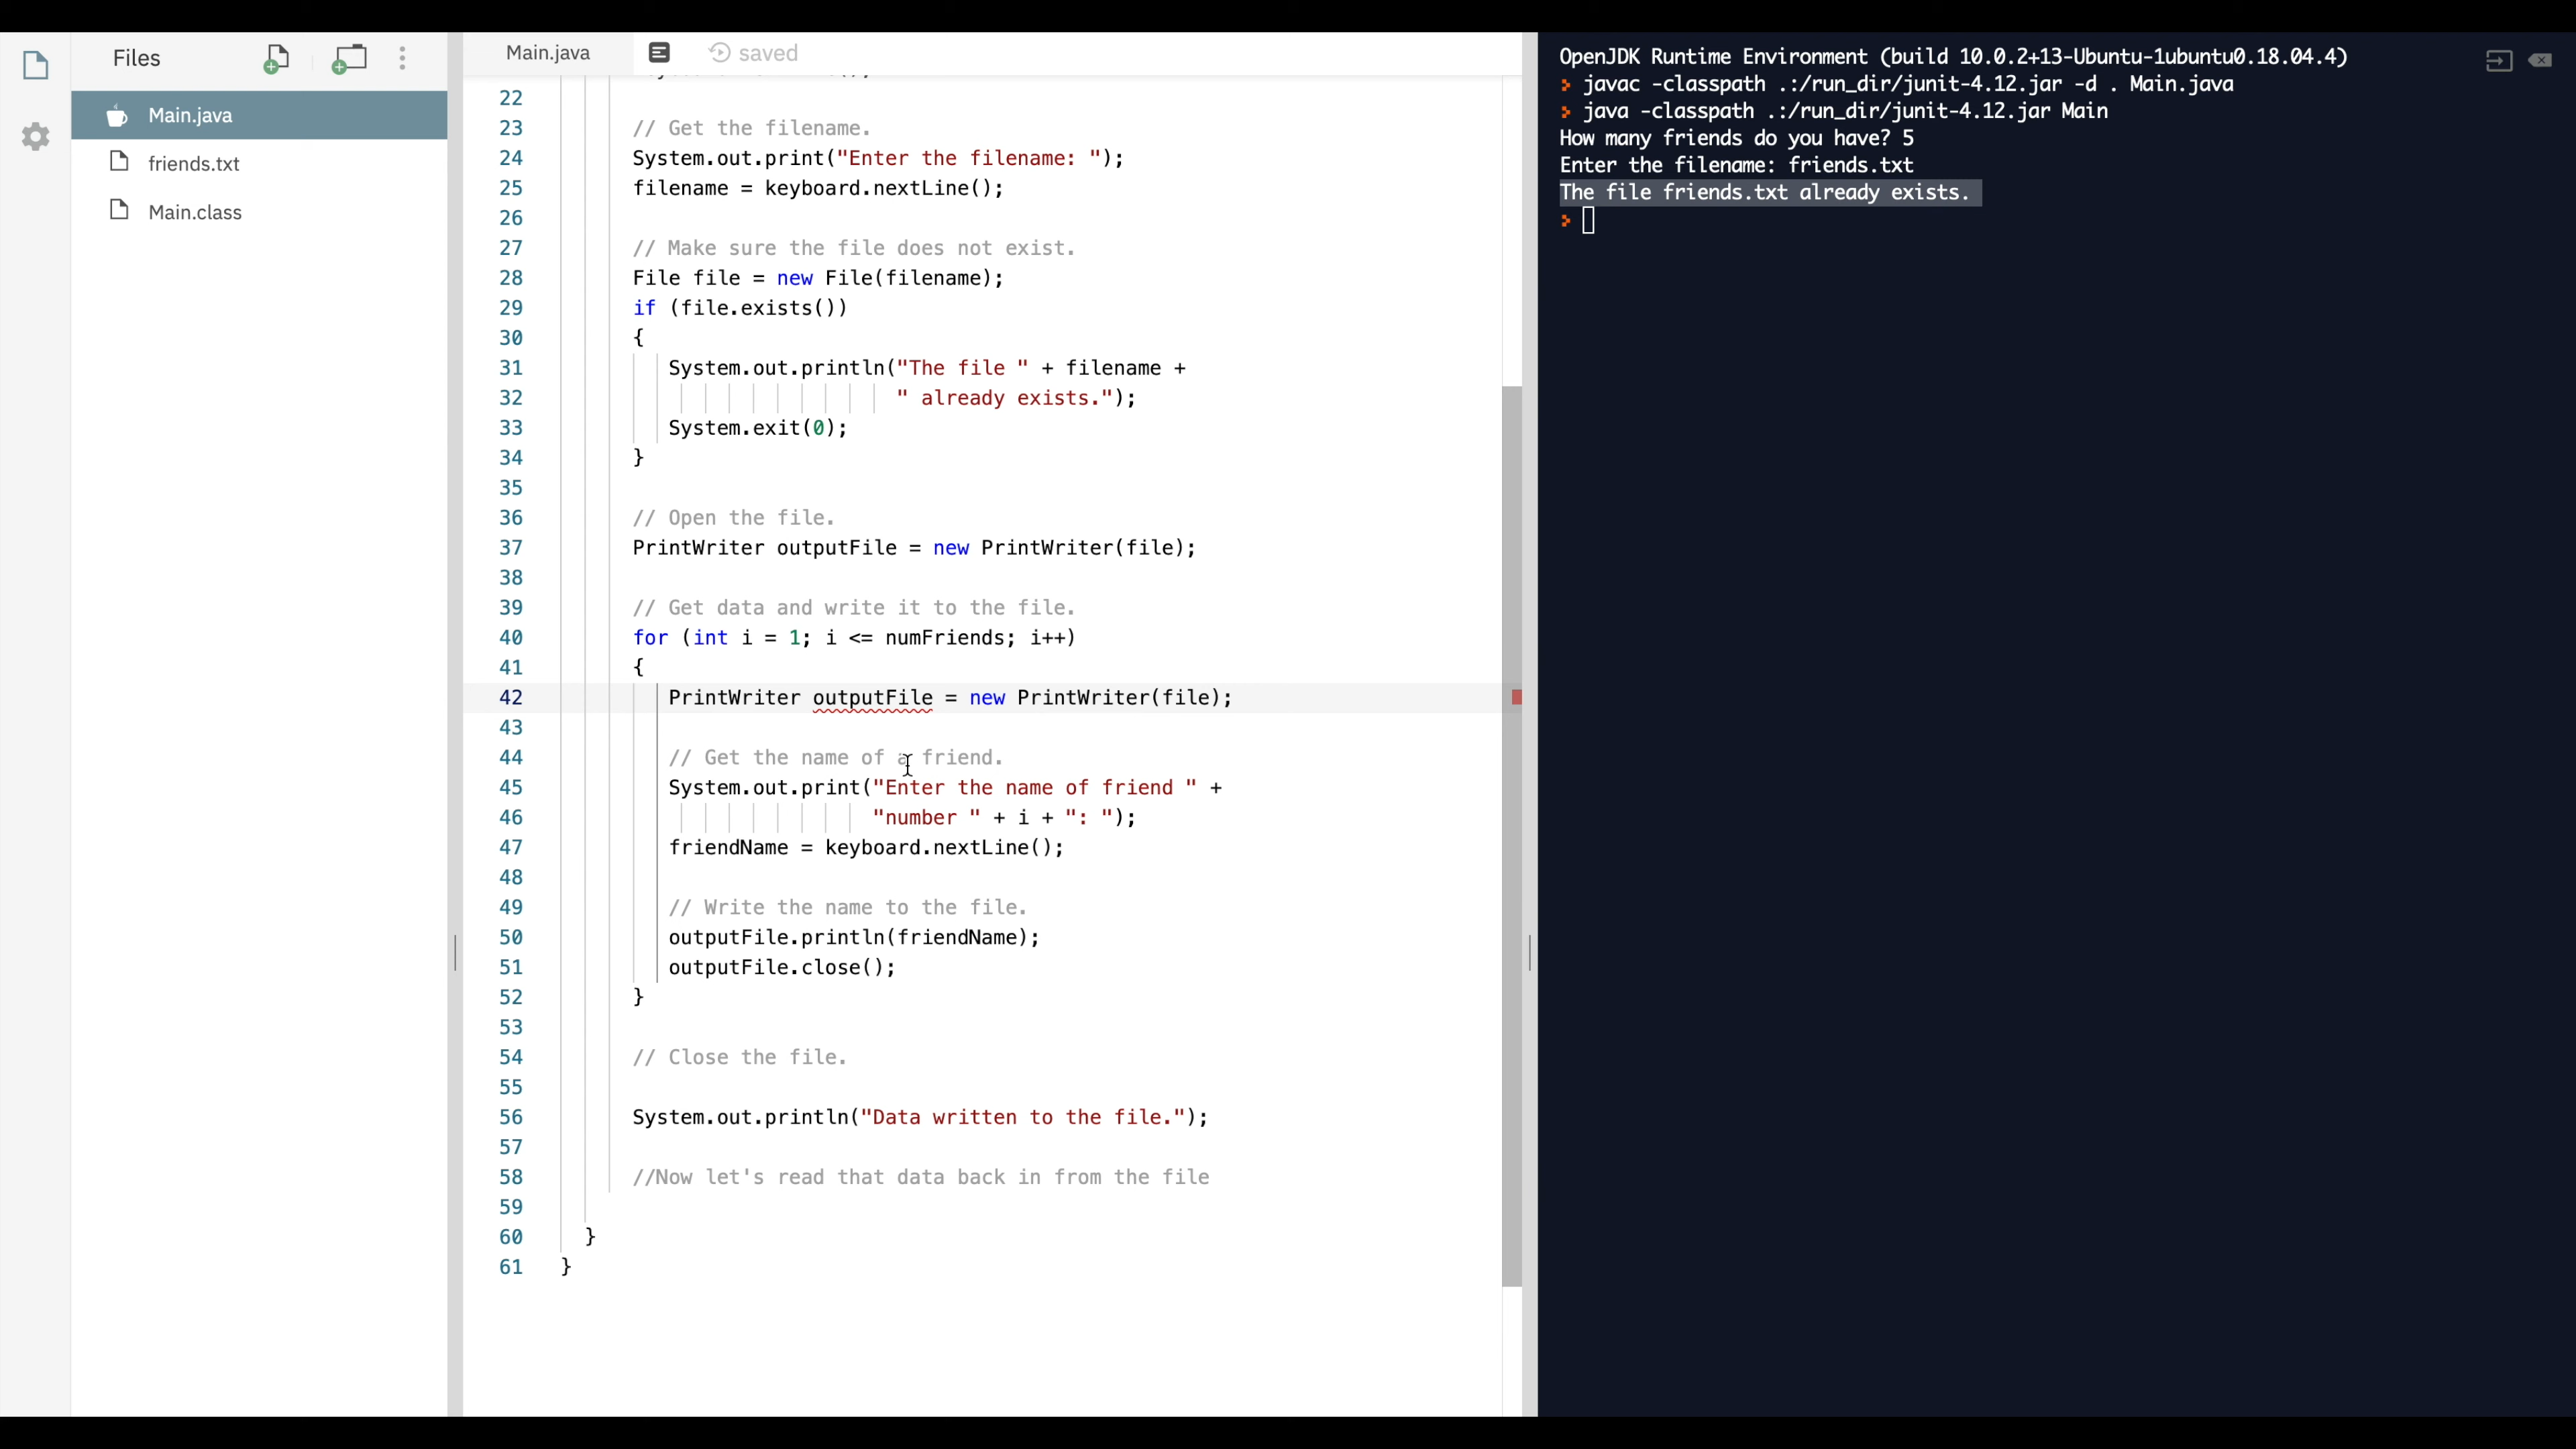 Files
Main.java
friends.txt
Main.class
Main.java saved
22
23 // Get the filename.
24 System.out.print("Enter the filename: ");
25 filename = keyboard.nextLine();
26
27 // Make sure the file does not exist.
28 File file = new File(filename);
29 if (file.exists())
30 {
31 System.out.println("The file " + filename +
32 " already exists.");
33 System.exit(0);
34 }
35
36 // Open the file.
37 PrintWriter outputFile = new PrintWriter(file);
38
39 // Get data and write it to the file.
40 for (int i = 1; i <= numFriends; i++)
41 {
42 PrintWriter outputFile = new PrintWriter(file);
43
44 // Get the name of a friend.
45 System.out.print("Enter the name of friend " +
46 "number " + i + ": ");
47 friendName = keyboard.nextLine();
48
49 // Write the name to the file.
50 outputFile.println(friendName);
51 outputFile.close();
52 }
53
54 // Close the file.
55
56 System.out.println("Data written to the file.");
57
58 //Now let's read that data back in from the file
59
60 }
61 }
OpenJDK Runtime Environment (build 10.0.2+13-Ubuntu-1ubuntu0.18.04.4)
javac -classpath .:/run_dir/junit-4.12.jar -d . Main.java
java -classpath .:/run_dir/junit-4.12.jar Main
How many friends do you have? 5
Enter the filename: friends.txt
The file friends.txt already exists.